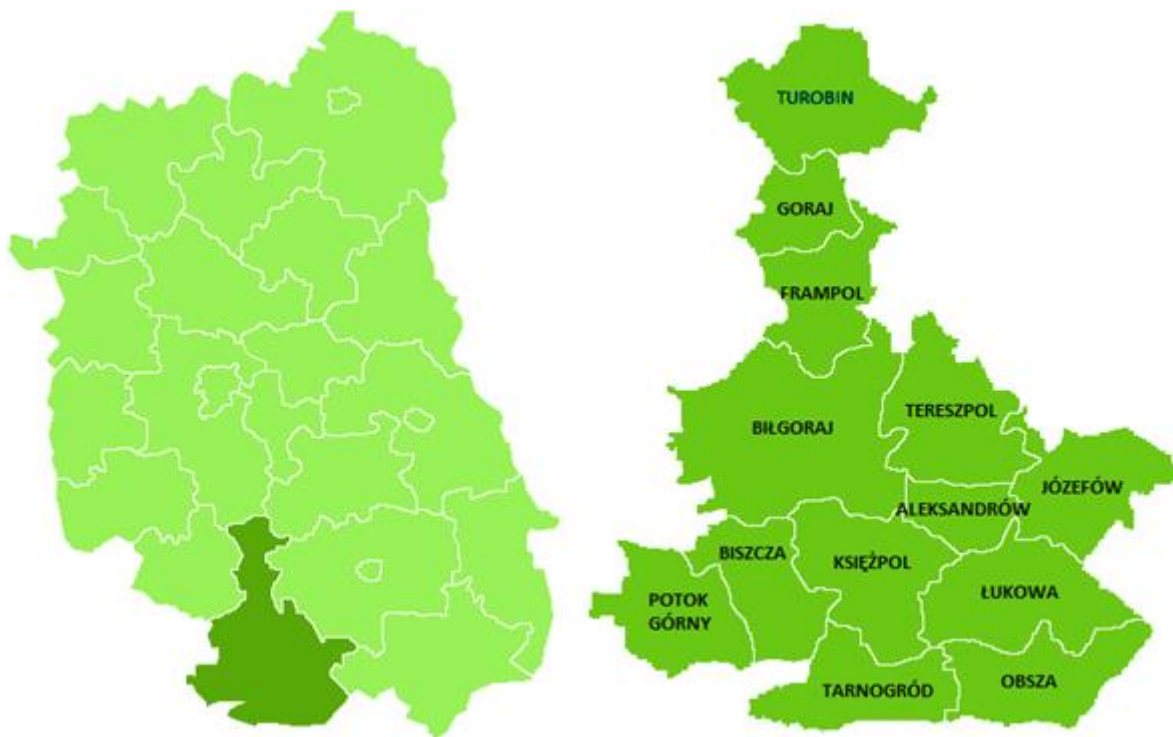 TUROBIN
GORAJ
FRAMPOL
TERESZPOL
BIŁGORAJ
JÓZEFÓW
ALEKSANDRÓW
BISZCZA
KSIĘŻPOL
ŁUKOWA
POTOK
GÓRNY
OBSZA
TARNOGRÓD